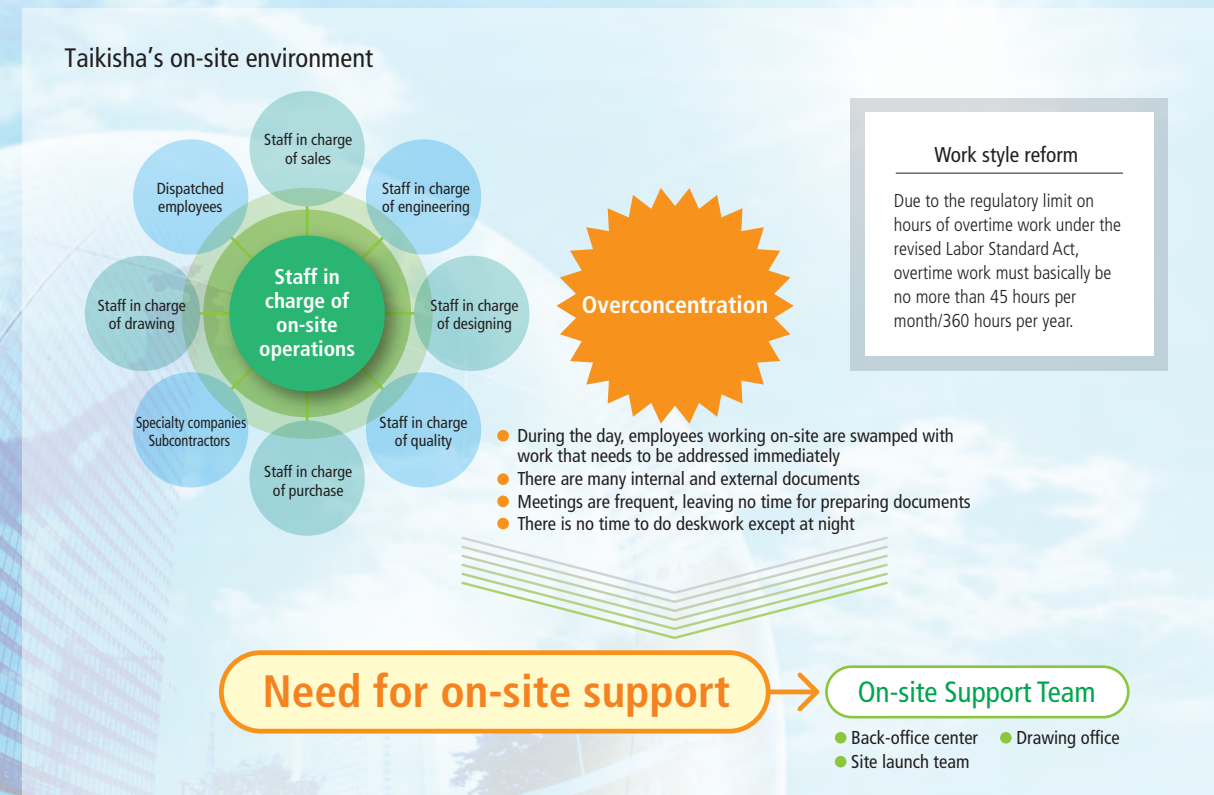 Taikisha's on-site environment
Staff in charge
of sales
Dispatched
employees
Staff in charge
of engineering
Staff in charge
of drawing
Staff in
charge of
on-site
operations
Staff in charge
of designing
Specialty companies
Subcontractors
Staff in charge
of quality
Staff in charge
of purchase
Overconcentration
Work style reform
Due to the regulatory limit on
hours of overtime work under the
revised Labor Standard Act,
overtime work must basically be
no more than 45 hours per
month/360 hours per year.
During the day, employees working on-site are swamped with
work that needs to be addressed immediately
There are many internal and external documents
Meetings are frequent, leaving no time for preparing documents
There is no time to do deskwork except at night
Need for on-site support
On-site Support Team
Back-office center
Drawing office
Site launch team